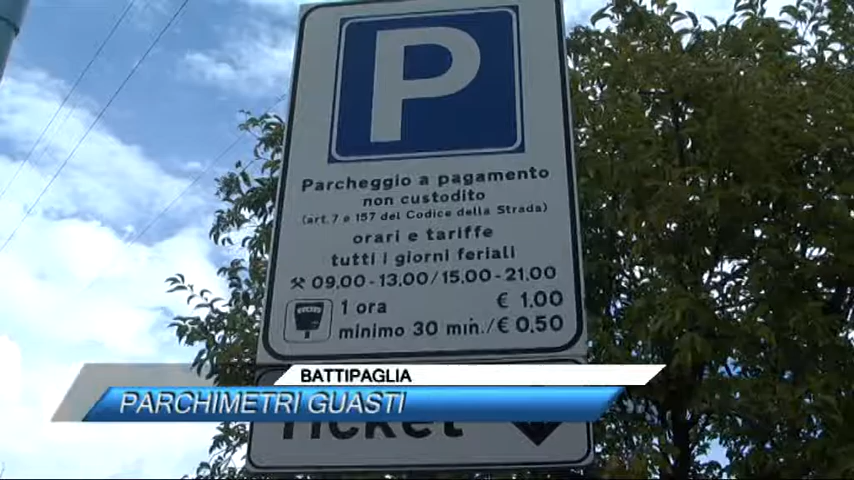 P
Parcheggio a pagamento
non custodito
(art. 7 e 157 del Codice della Strada)
orari e tariffe
tutti i giorni feriali
09.00-13.00/15.00-21.00
1 ora € 1.00
minimo 30 min./€ 0.50
BATTIPAGLIA
PARCHIMETRI GUASTI
Ticket